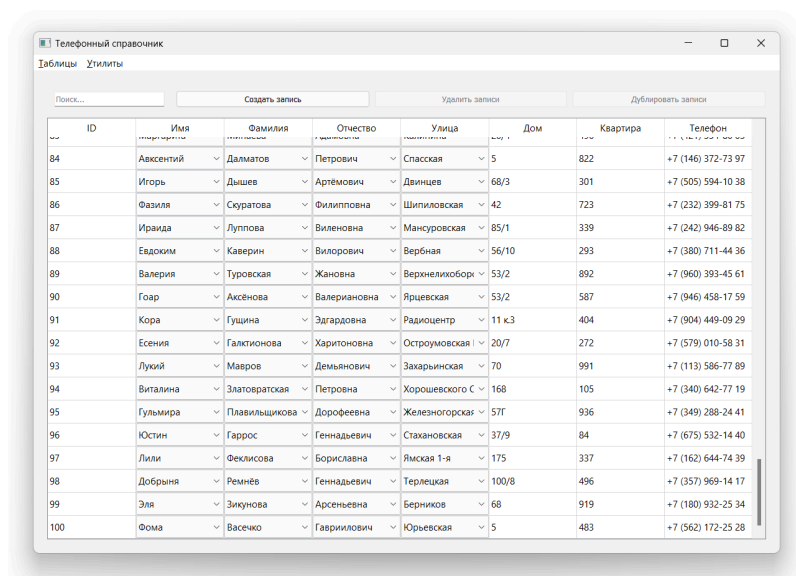 Телефонный справочник
Таблицы Утилиты
Поиск... Создать запись Удалить записи Дублировать записи
ID Имя Фамилия Отчество Улица Дом Квартира Телефон
84 Авксентий Далматов Петрович Спасская 5 822 +7 (146) 372-73 97
85 Игорь Дышев Артёмович Двинцев 68/3 301 +7 (505) 594-10 38
86 Фазиля Скуратова Филипповна Шипиловская 42 723 +7 (232) 399-81 75
87 Ираида Луппова Виленовна Мансуровская 85/1 339 +7 (242) 946-89 82
88 Евдоким Каверин Вилорович Вербная 56/10 293 +7 (380) 711-44 36
89 Валерия Туровская Жановна Верхнелихоборс 53/2 892 +7 (960) 393-45 61
90 Гоар Аксёнова Валериановна Ярцевская 53/2 587 +7 (946) 458-17 59
91 Кора Гущина Эдгардовна Радиоцентр 11 к.3 404 +7 (904) 449-09 29
92 Есения Галктионова Харитоновна Остроумовская 20/7 272 +7 (579) 010-58 31
93 Лукий Мавров Демьянович Захарьинская 70 991 +7 (113) 586-77 89
94 Виталина Златовратская Петровна Хорошевского С 168 105 +7 (340) 642-77 19
95 Гульмира Плавильщикова Дорофеевна Железногорская 57Г 936 +7 (349) 288-24 41
96 Юстин Гаррос Геннадьевич Стахановская 37/9 84 +7 (675) 532-14 40
97 Лили Феклисова Бориславна Ямская 1-я 175 337 +7 (162) 644-74 39
98 Добрыня Ремнёв Геннадьевич Терлецкая 100/8 496 +7 (357) 969-14 17
99 Эля Зикунова Арсеньевна Берников 68 919 +7 (180) 932-25 34
100 Фома Васечко Гавриилович Юрьевская 5 483 +7 (562) 172-25 28